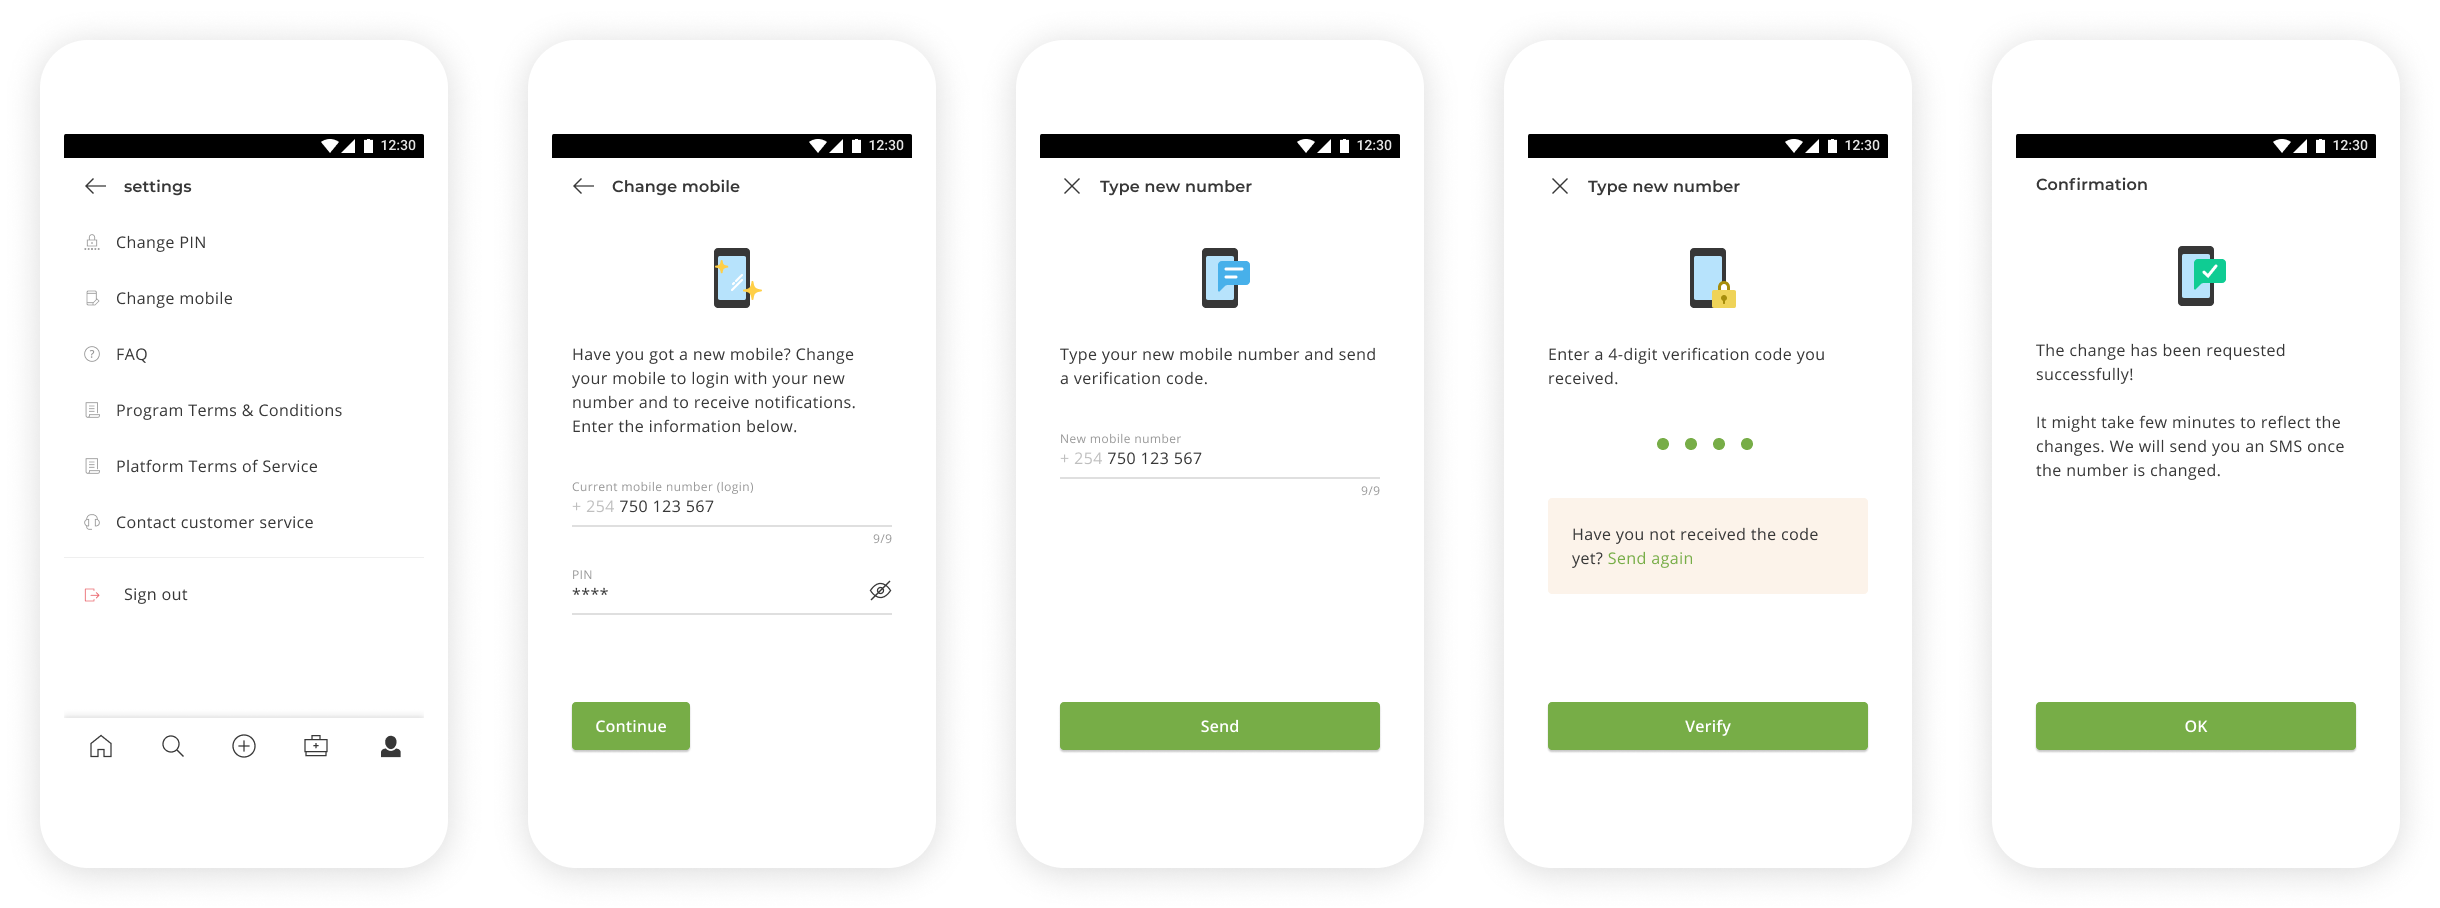 12:30
settings
Change PIN
Change mobile
FAQ
Program Terms & Conditions
Platform Terms of Service
Contact customer service
Sign out
12:30
Change mobile
Have you got a new mobile? Change
your mobile to login with your new
number and to receive notifications.
Enter the information below.
Current mobile number (login)
+ 254 750 123 567
9/9
PIN
****
Continue
12:30
Type new number
Type your new mobile number and send
a verification code.
New mobile number
+ 254 750 123 567
9/9
Send
12:30
Type new number
Enter a 4-digit verification code you
received.
Have you not received the code
yet? Send again
Verify
12:30
Confirmation
The change has been requested
successfully!
It might take few minutes to reflect the
changes. We will send you an SMS once
the number is changed.
OK